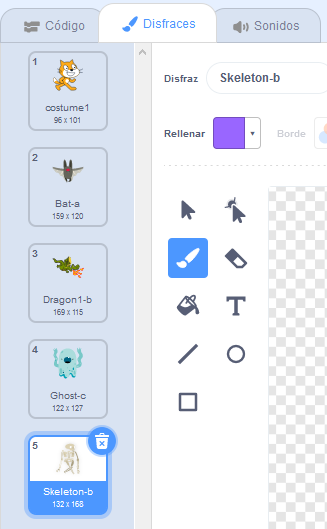 Código
Disfraces
Sonidos
1
costume1
96 x 101
2
Bat-a
159 x 120
3
Dragon1-b
169 x 115
4
Ghost-c
122 x 127
5
Skeleton-b
132 x 168
Disfraz
Skeleton-b
Rellenar
Borde
T